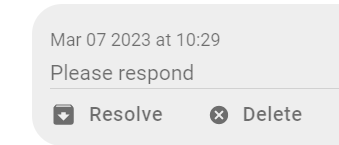 Mar 07 2023 at 10:29
Please respond
Resolve Delete